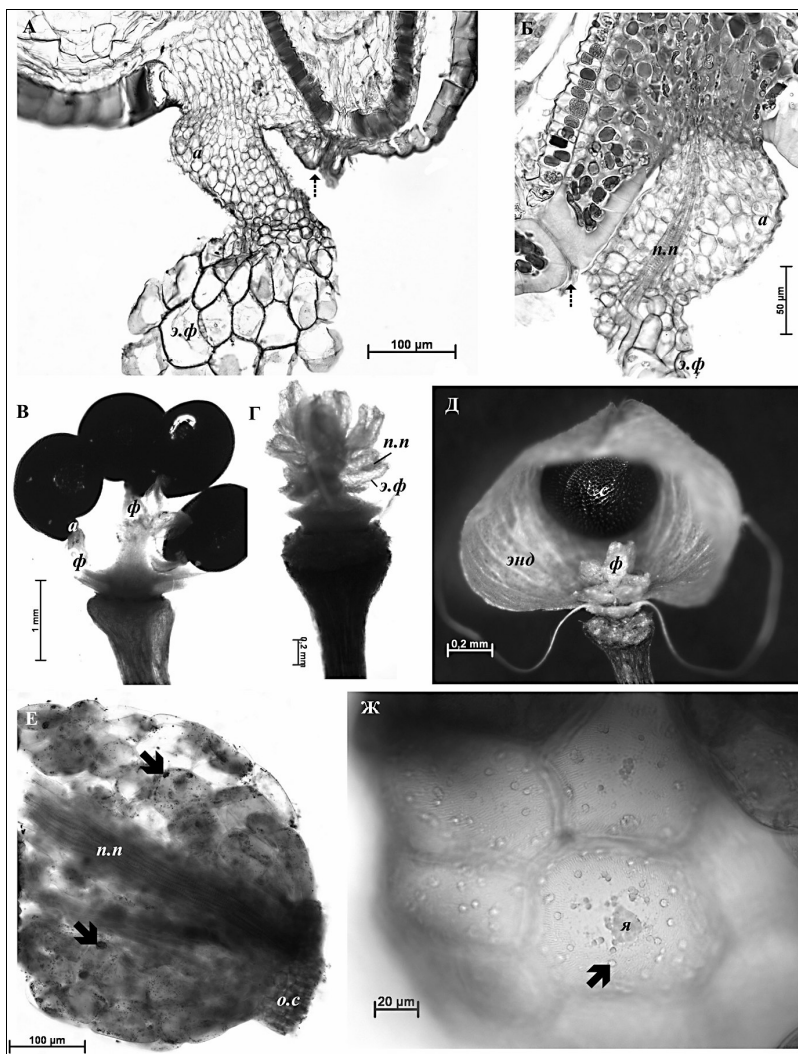 А
а
э.ф
100 µm
Б
а
п.п
э.ф
50 µm
В
ф
а
ф
1 mm
Г
п.п
э.ф
0,2 mm
Д
с
энд
ф
0,2 mm
Е
п.п
о.с
100 µm
Ж
я
20 µm